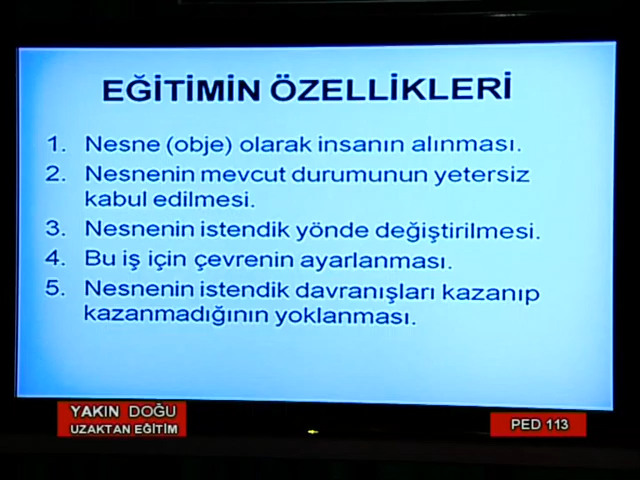 EĞİTİMİN ÖZELLİKLERİ
1. Nesne (obje) olarak insanın alınması.
2. Nesnenin mevcut durumunun yetersiz
kabul edilmesi.
3. Nesnenin istendik yönde değiştirilmesi.
4. Bu iş için çevrenin ayarlanması.
5. Nesnenin istendik davranışları kazanıp
kazanmadığının yoklanması.
YAKIN DOĞU
UZAKTAN EĞİTİM
PED 113